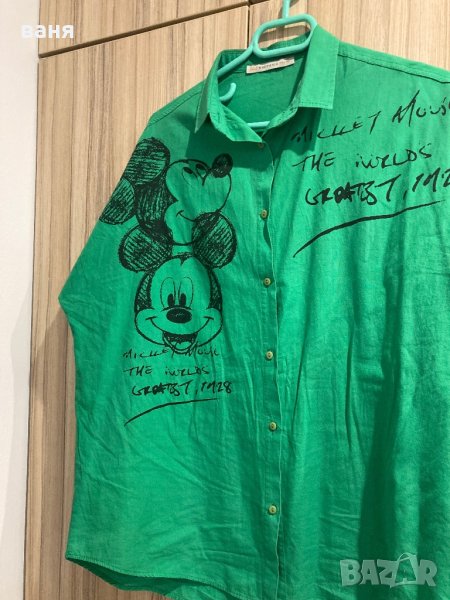 ваня
MICKEY MOUSE
THE WORLDS
GREATEST, 1928
MICKEY MOUSE
THE WORLDS
GREATEST, 1928
BAZAR